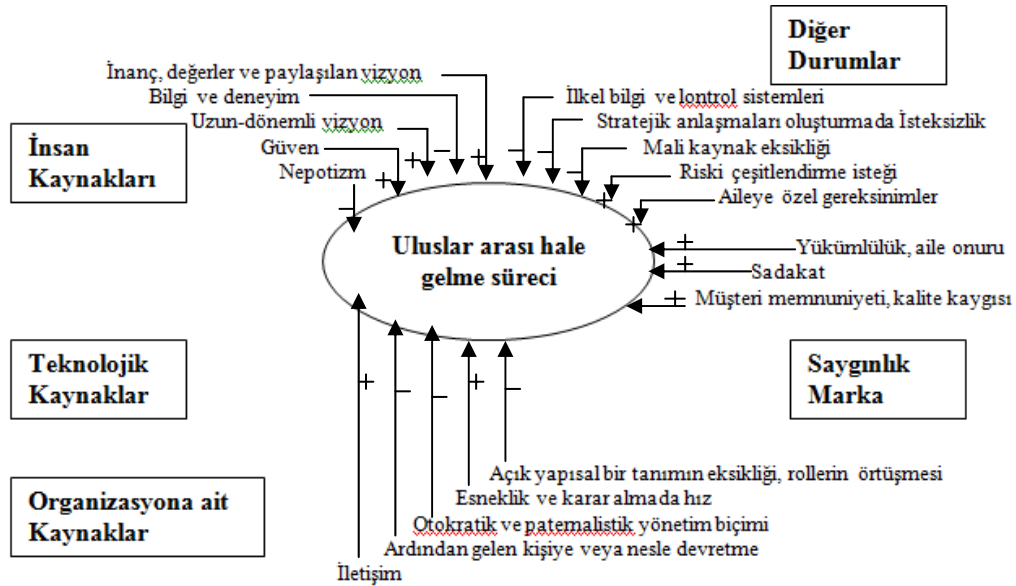 Diğer
Durumlar
İnanç, değerler ve paylaşılan vizyon
Bilgi ve deneyim
Uzun-dönemli vizyon
Güven
Nepotizm
İlkel bilgi ve lontrol sistemleri
Stratejik anlaşmaları oluşturmada İsteksizlik
Mali kaynak eksikliği
Riski çeşitlendirme isteği
Aileye özel gereksinimler
İnsan
Kaynakları
Uluslar arası hale
gelme süreci
Yükümlülük, aile onuru
Sadakat
Müşteri memnuniyeti, kalite kaygısı
Teknolojik
Kaynaklar
Saygınlık
Marka
Organizasyona ait
Kaynaklar
Açık yapısal bir tanımın eksikliği, rollerin örtüşmesi
Esneklik ve karar almada hız
Otokratik ve paternalistik yönetim biçimi
Ardından gelen kişiye veya nesle devretme
İletişim